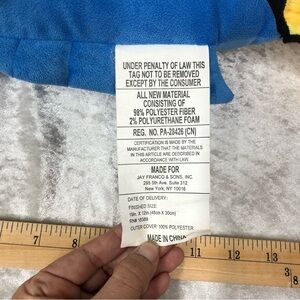 UNDER PENALTY OF LAW THIS
TAG NOT TO BE REMOVED
EXCEPT BY THE CONSUMER
ALL NEW MATERIAL
CONSISTING OF
98% POLYESTER FIBER
2% POLYURETHANE FOAM
REG. NO. PA-28426 (CN)
CERTIFICATION IS MADE BY THE
MANUFACTURER THAT THE MATERIALS
IN THIS ARTICLE ARE DESCRIBED IN
ACCORDANCE WITH LAW.
MADE FOR
JAY FRANCO & SONS, INC.
295 5th Ave. Suite 312
New York, NY 10016
DATE OF DELIVERY:
FINISHED SIZE:
OUTER COVER: 100% POLYESTER
MADE IN CHINA
7 8 9